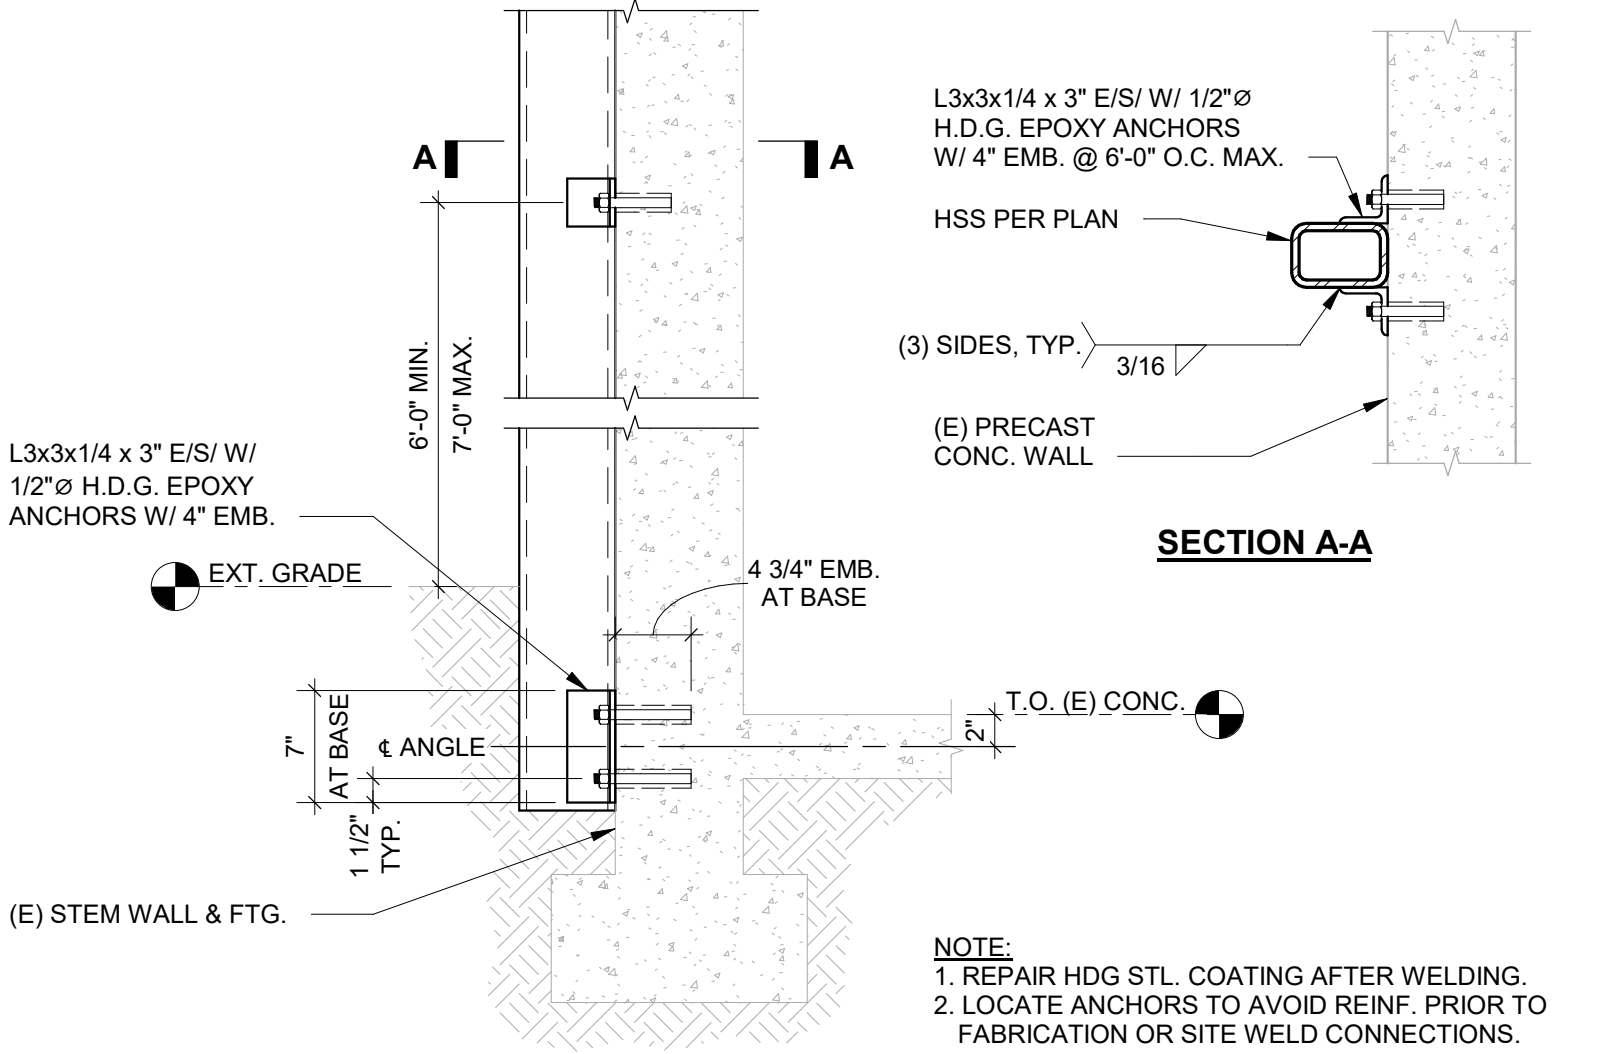 A
A
6'-0" MIN.
7'-0" MAX.
L3x3x1/4 x 3" E/S/ W/
1/2"Ø H.D.G. EPOXY
ANCHORS W/ 4" EMB.
EXT. GRADE
4 3/4" EMB.
AT BASE
7"
AT BASE
℄ ANGLE
1 1/2"
TYP.
T.O. (E) CONC.
2"
(E) STEM WALL & FTG.
L3x3x1/4 x 3" E/S/ W/ 1/2"Ø
H.D.G. EPOXY ANCHORS
W/ 4" EMB. @ 6'-0" O.C. MAX.
HSS PER PLAN
(3) SIDES, TYP.
3/16
(E) PRECAST
CONC. WALL
SECTION A-A
NOTE:
1. REPAIR HDG STL. COATING AFTER WELDING.
2. LOCATE ANCHORS TO AVOID REINF. PRIOR TO
FABRICATION OR SITE WELD CONNECTIONS.